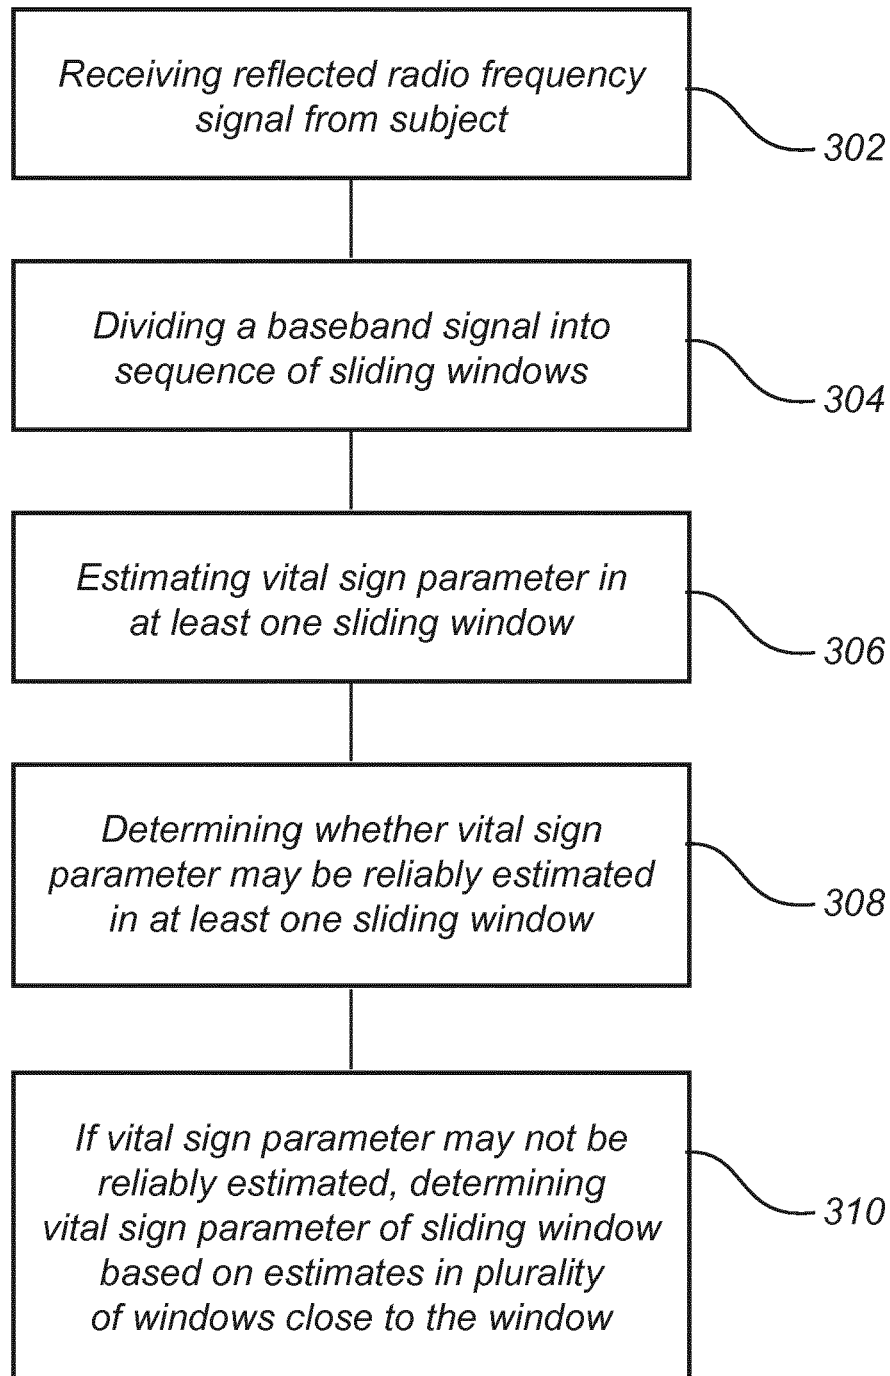 Receiving reflected radio frequency
signal from subject
302
Dividing a baseband signal into
sequence of sliding windows
304
Estimating vital sign parameter in
at least one sliding window
306
Determining whether vital sign
parameter may be reliably estimated
in at least one sliding window
308
If vital sign parameter may not be
reliably estimated, determining
vital sign parameter of sliding window
based on estimates in plurality
of windows close to the window
310